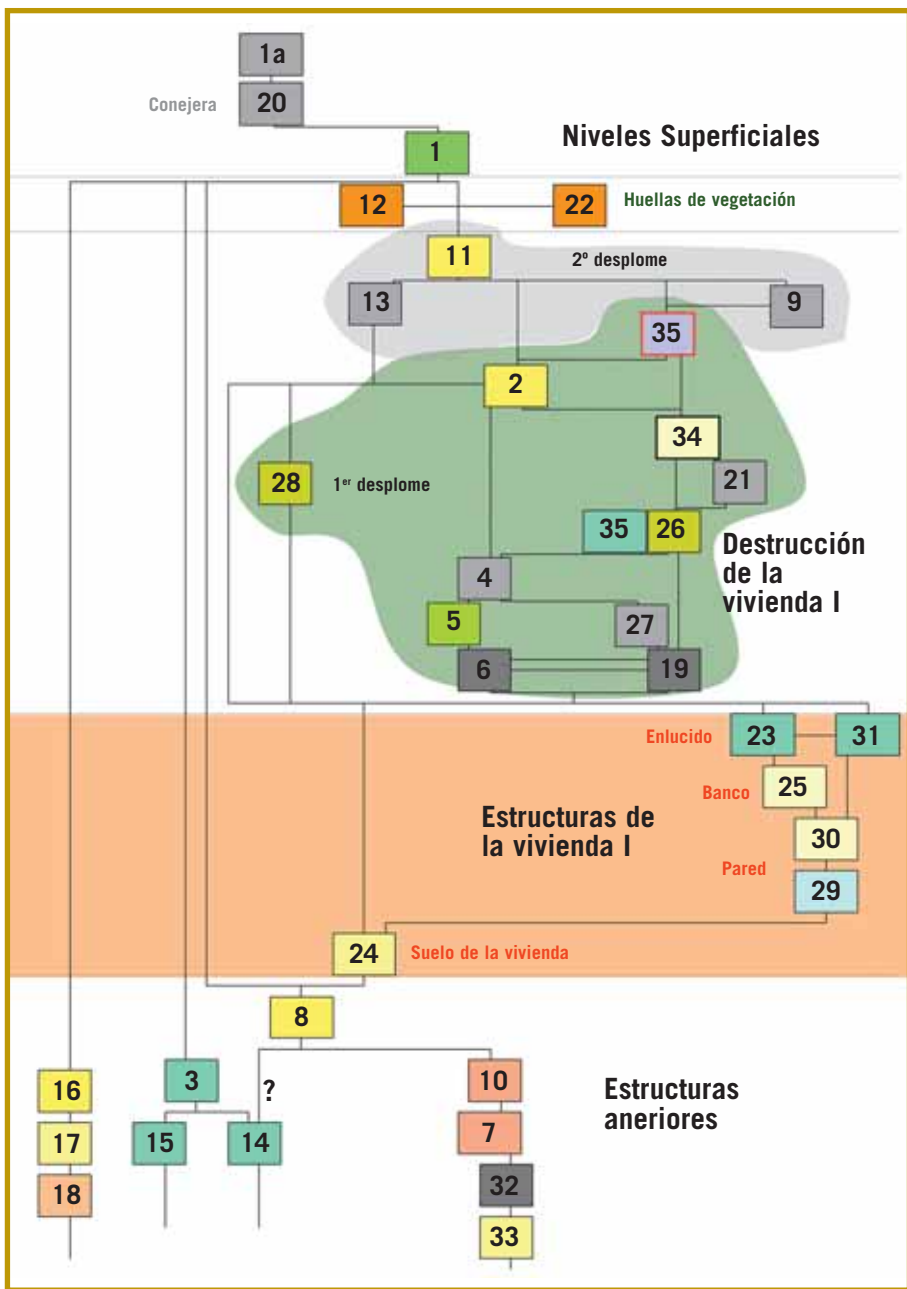 1a
Conejera
20
1
Niveles Superficiales
12
22
Huellas de vegetación
11
2º desplome
13
9
35
2
34
28
1er desplome
21
35
26
Destrucción
de la
vivienda I
4
5
27
6
19
Enlucido
23
31
Banco
25
Estructuras de
la vivienda I
30
Pared
29
24
Suelo de la vivienda
8
16
3
?
10
Estructuras
aneriores
17
15
14
7
18
32
33